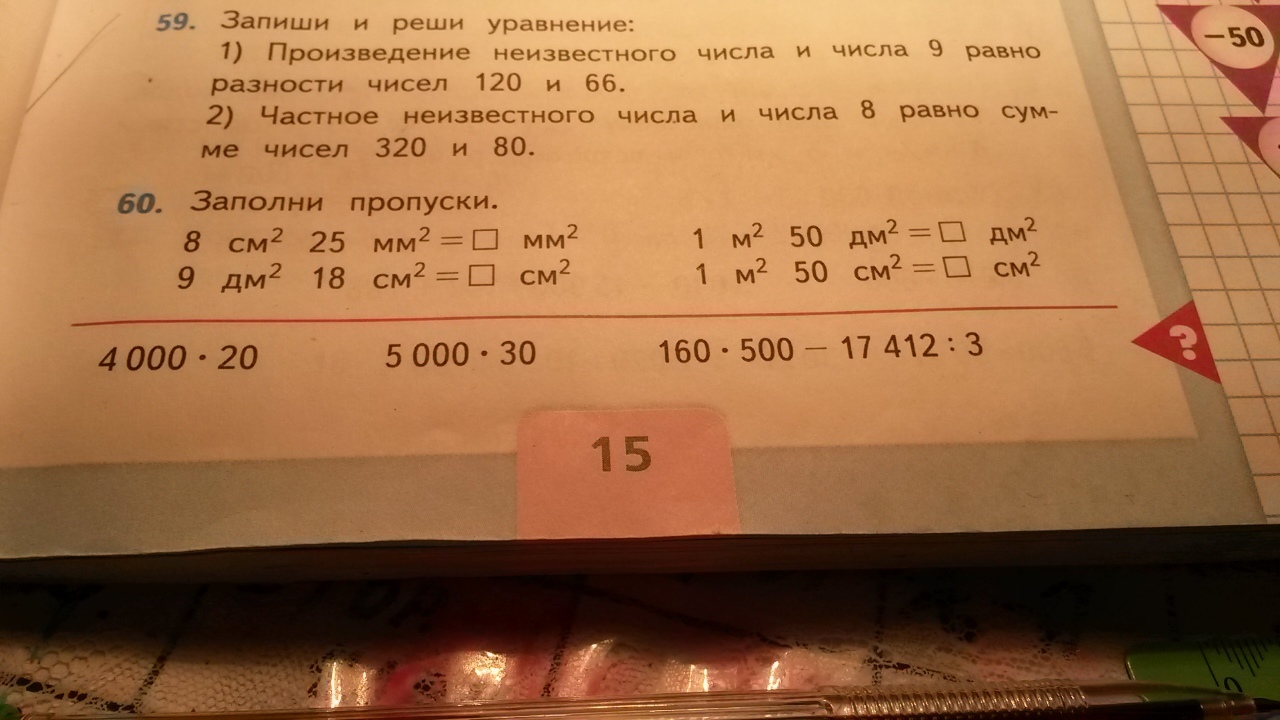 59. Запиши и реши уравнение:
1) Произведение неизвестного числа и числа 9 равно
разности чисел 120 и 66.
2) Частное неизвестного числа и числа 8 равно сум-
ме чисел 320 и 80.
60. Заполни пропуски.
8 см² 25 мм² = □ мм² 1 м² 50 дм² = □ дм²
9 дм² 18 см² = □ см² 1 м² 50 см² = □ см²
4 000 · 20 5 000 · 30 160 · 500 − 17 412 : 3
?
15
−50